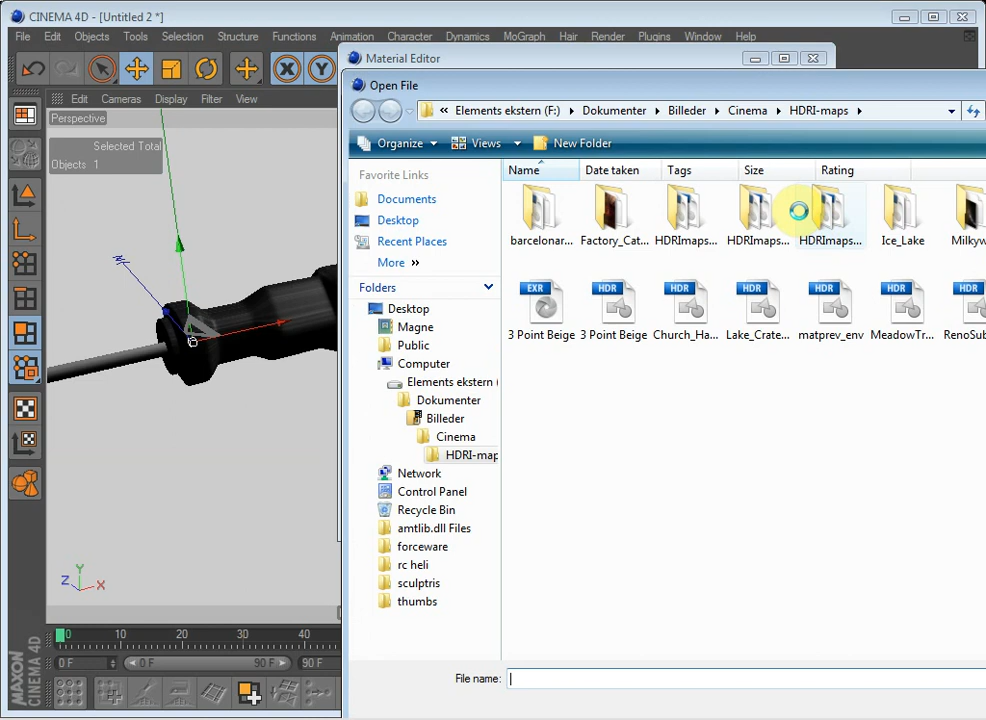 CINEMA 4D - [Untitled 2 *]
File Edit Objects Tools Selection Structure Functions Animation Character Dynamics MoGraph Hair Render Plugins Window Help
Material Editor
Open File
X Y
« Elements ekstern (F:) Dokumenter Billeder Cinema HDRI-maps
Edit Cameras Display Filter View
Perspective
Selected Total
Objects 1
Organize Views New Folder
Favorite Links
Documents
Desktop
Recent Places
More »
Folders
Desktop
Magne
Public
Computer
Elements ekstern (
Dokumenter
Billeder
Cinema
HDRI-map
Network
Control Panel
Recycle Bin
amtlib.dll Files
forceware
rc heli
sculptris
thumbs
Name Date taken Tags Size Rating
barcelonar... Factory_Cat... HDRImaps... HDRImaps... HDRImaps... Ice_Lake Milkyw
EXR HDR HDR HDR HDR HDR HDR
3 Point Beige 3 Point Beige Church_Ha... Lake_Crate... matprev_env MeadowTr... RenoSub
File name:
Y
Z X
0 10 20 30 40
0 F 0 F 90 F 90 F
MAXON
CINEMA 4D